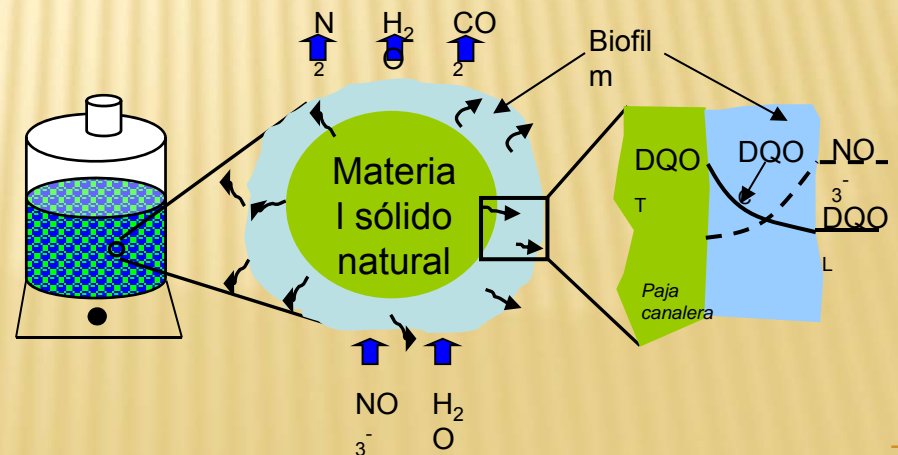 N
2
H2
O
CO
2
Biofil
m
Materia
l sólido
natural
DQO
T
DQO
C
NO
3-
DQO
L
Paja
canalera
NO
3-
H2
O